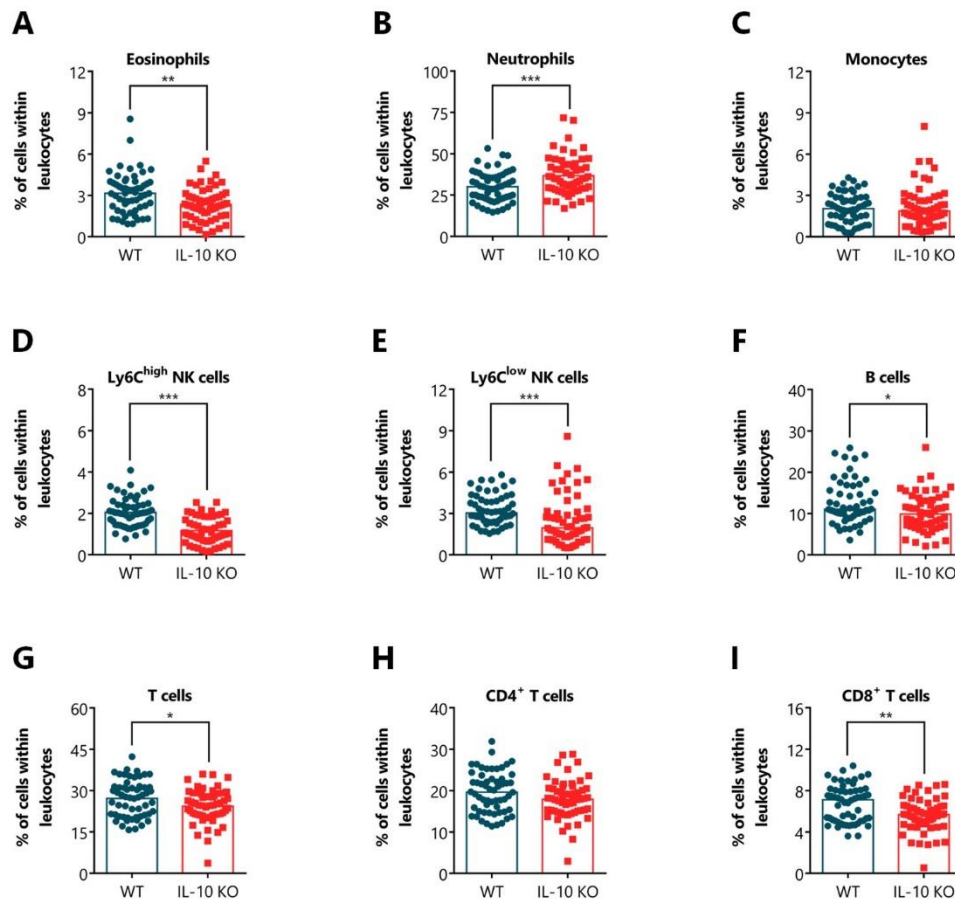 A
Eosinophils
% of cells within
leukocytes
12
9
6
3
0
**
WT
IL-10 KO
B
Neutrophils
% of cells within
leukocytes
100
75
50
25
0
***
WT
IL-10 KO
C
Monocytes
% of cells within
leukocytes
12
9
6
3
0
WT
IL-10 KO
D
Ly6Chigh NK cells
% of cells within
leukocytes
8
6
4
2
0
***
WT
IL-10 KO
E
Ly6Clow NK cells
% of cells within
leukocytes
12
9
6
3
0
***
WT
IL-10 KO
F
B cells
% of cells within
leukocytes
40
30
20
10
0
*
WT
IL-10 KO
G
T cells
% of cells within
leukocytes
60
45
30
15
0
*
WT
IL-10 KO
H
CD4+ T cells
% of cells within
leukocytes
40
30
20
10
0
WT
IL-10 KO
I
CD8+ T cells
% of cells within
leukocytes
16
12
8
4
0
**
WT
IL-10 KO